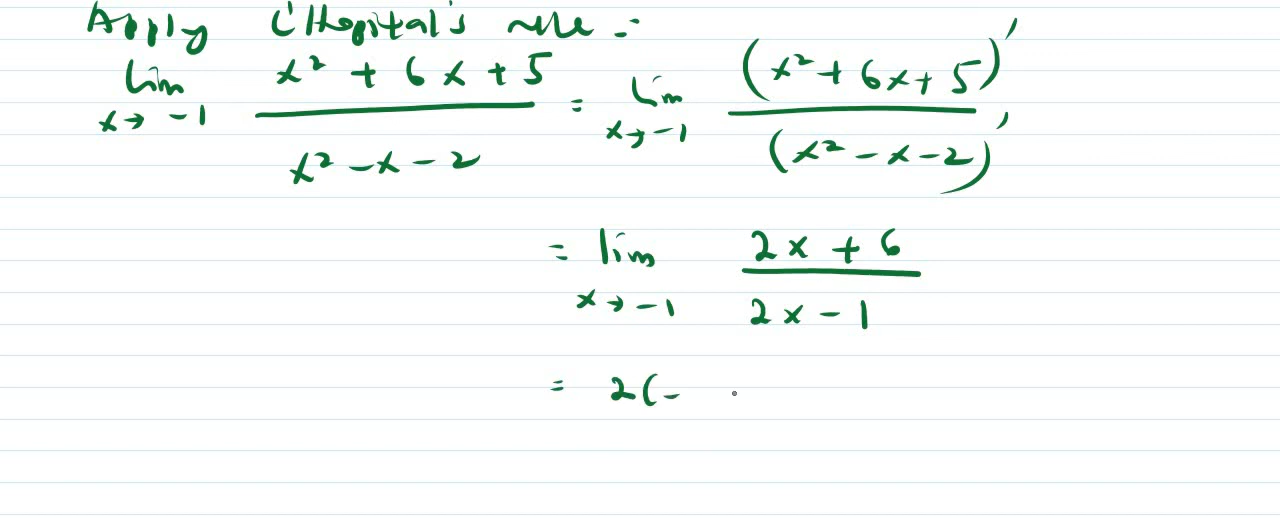 Apply L'Hopital's rule :
lim x→ -1 (x² + 6x + 5) / (x² - x - 2) = lim x→ -1 (x² + 6x + 5)' / (x² - x - 2)'
= lim x→ -1 (2x + 6) / (2x - 1)
= 2(-